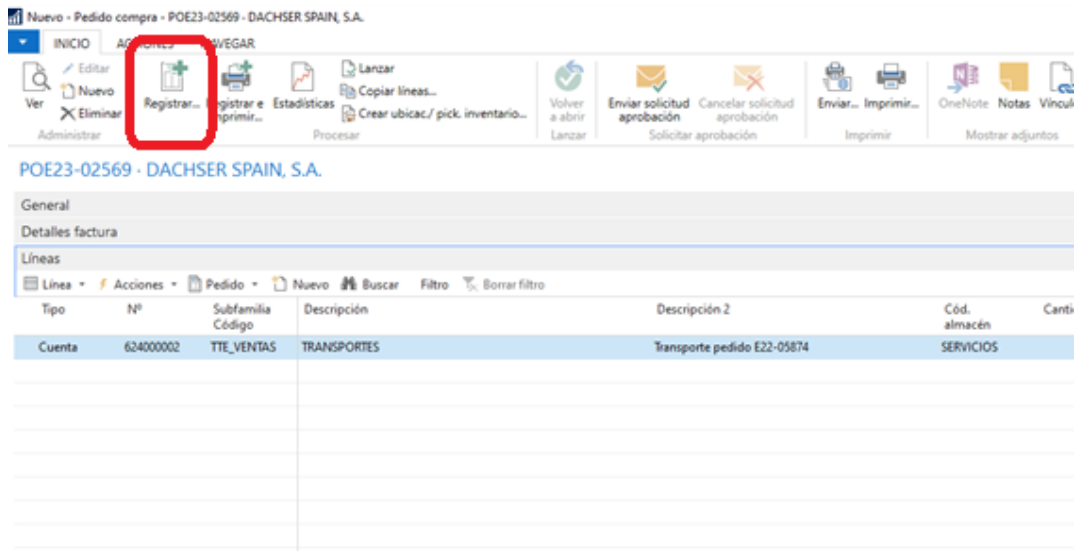 Nuevo - Pedido compra - POE23-02569 - DACHSER SPAIN, S.A.
INICIO
Ver
Editar
Nuevo
Eliminar
Administrar
Registrar...
Estadísticas
Lanzar
Copiar líneas...
Crear ubicac./ pick. inventario...
Procesar
Volver
a abrir
Lanzar
Enviar solicitud
aprobación
Cancelar solicitud
aprobación
Solicitar aprobación
Enviar...
Imprimir...
Imprimir
OneNote
Notas
Mostrar adjuntos
POE23-02569 · DACHSER SPAIN, S.A.
General
Detalles factura
Líneas
Línea Acciones Pedido Nuevo Buscar Filtro Borrar filtro
Tipo Nº Subfamilia Descripción Descripción 2 Cód.
Código almacén
Cuenta 624000002 TTE_VENTAS TRANSPORTES Transporte pedido E22-05874 SERVICIOS